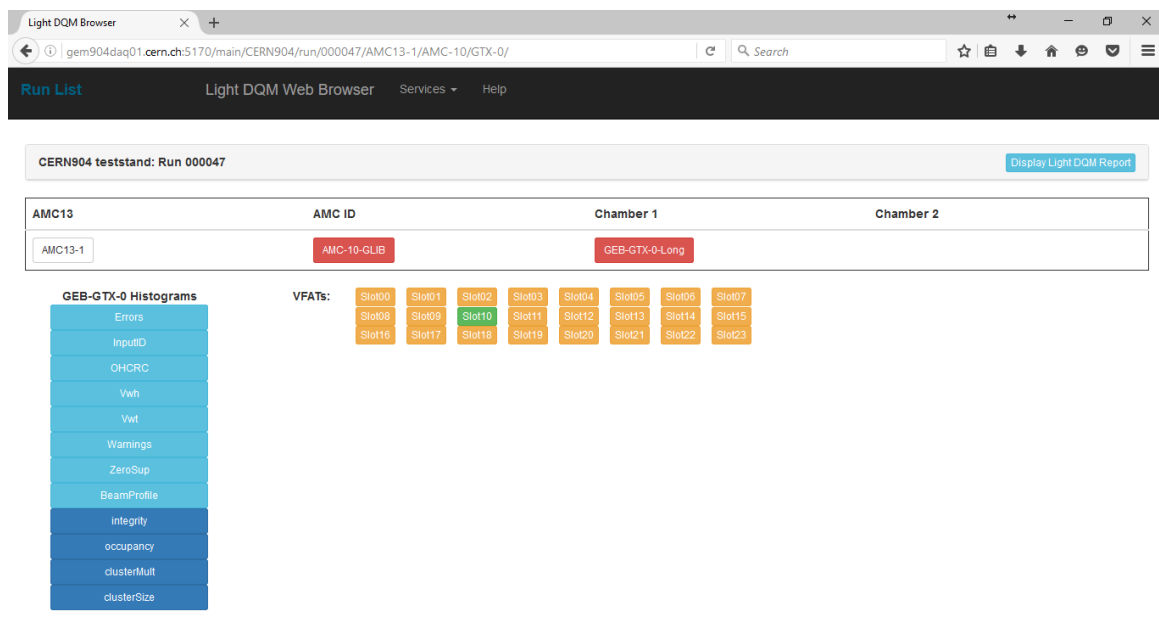 Light DQM Browser
gem904daq01.cern.ch:5170/main/CERN904/run/000047/AMC13-1/AMC-10/GTX-0/
Search
Run List Light DQM Web Browser Services Help
CERN904 teststand: Run 000047 Display Light DQM Report
AMC13 AMC ID Chamber 1 Chamber 2
AMC13-1 AMC-10-GLIB GEB-GTX-0-Long
GEB-GTX-0 Histograms
Errors
InputID
OHCRC
Vwh
Vwt
Warnings
ZeroSup
BeamProfile
integrity
occupancy
clusterMult
clusterSize
VFATs: Slot00 Slot01 Slot02 Slot03 Slot04 Slot05 Slot06 Slot07
Slot08 Slot09 Slot10 Slot11 Slot12 Slot13 Slot14 Slot15
Slot16 Slot17 Slot18 Slot19 Slot20 Slot21 Slot22 Slot23